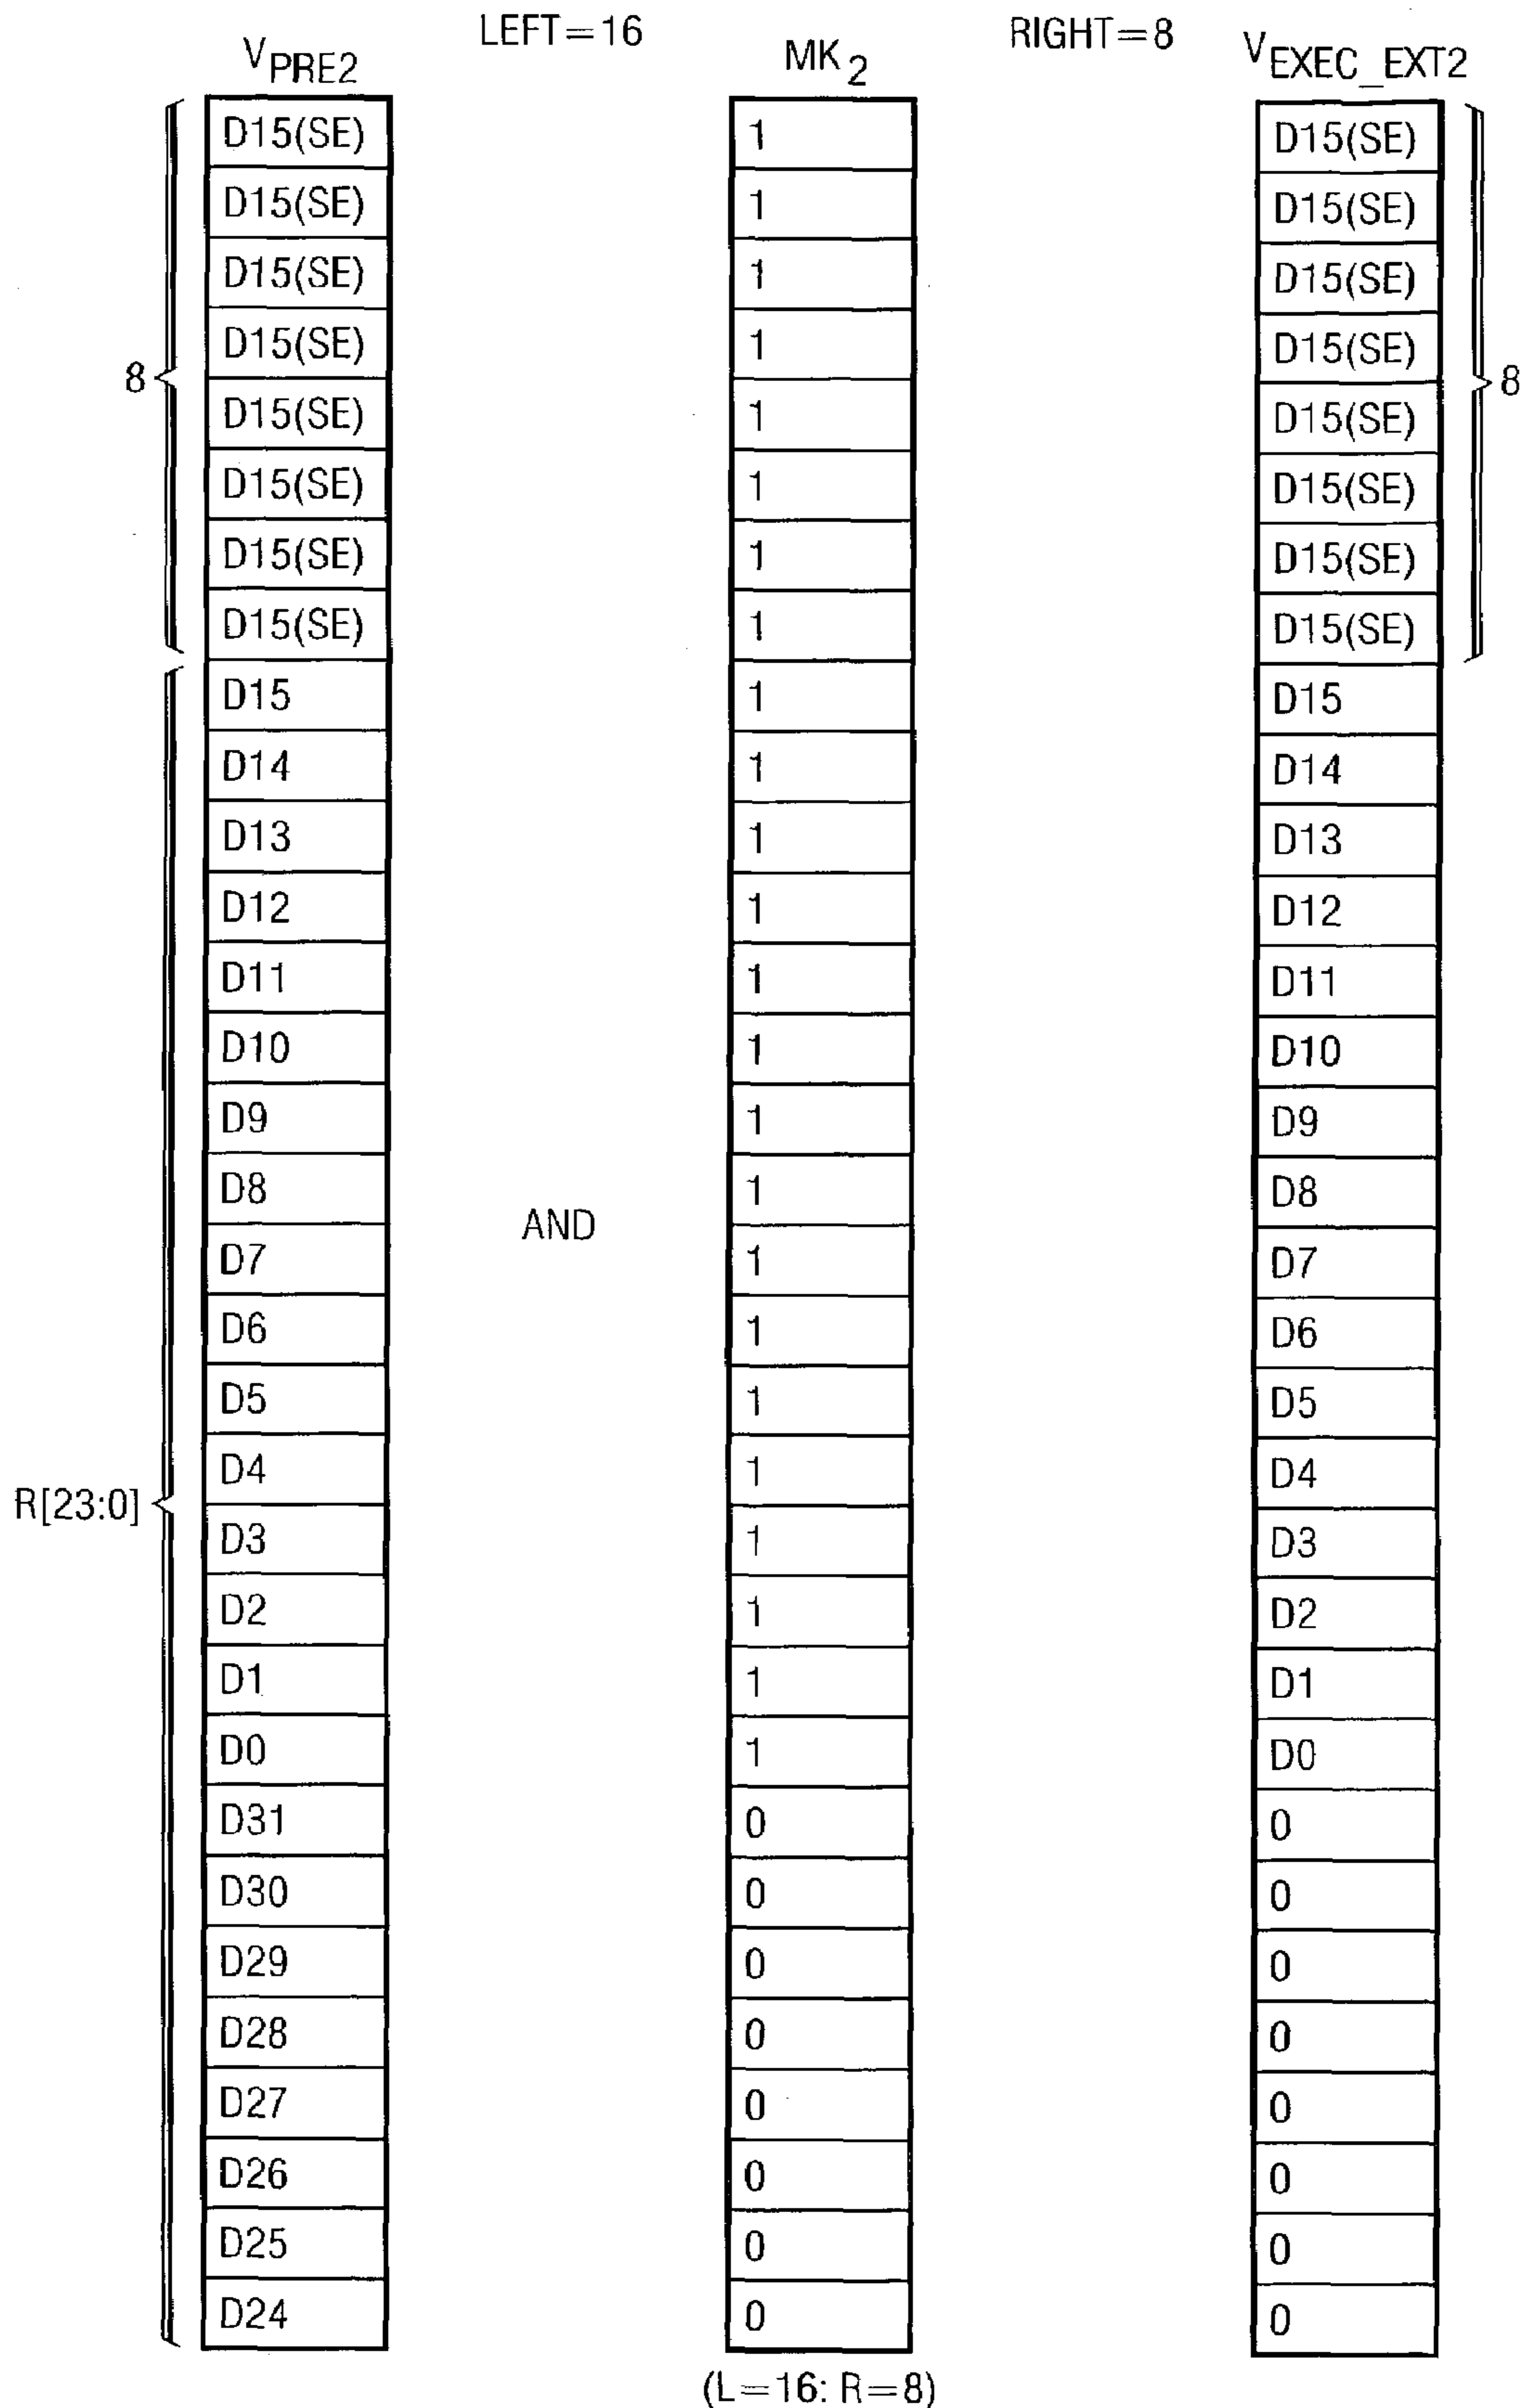 LEFT=16 RIGHT=8
VPRE2 MK2 VEXEC_EXT2
D15(SE) 1 D15(SE)
D15(SE) 1 D15(SE)
D15(SE) 1 D15(SE)
D15(SE) 1 D15(SE)
8 D15(SE) 1 D15(SE) 8
D15(SE) 1 D15(SE)
D15(SE) 1 D15(SE)
D15(SE) 1 D15(SE)
D15 1 D15
D14 1 D14
D13 1 D13
D12 1 D12
D11 1 D11
D10 1 D10
D9 1 D9
D8 1 D8
AND
D7 1 D7
D6 1 D6
D5 1 D5
D4 1 D4
R[23:0]
D3 1 D3
D2 1 D2
D1 1 D1
D0 1 D0
D31 0 0
D30 0 0
D29 0 0
D28 0 0
D27 0 0
D26 0 0
D25 0 0
D24 0 0
(L=16: R=8)